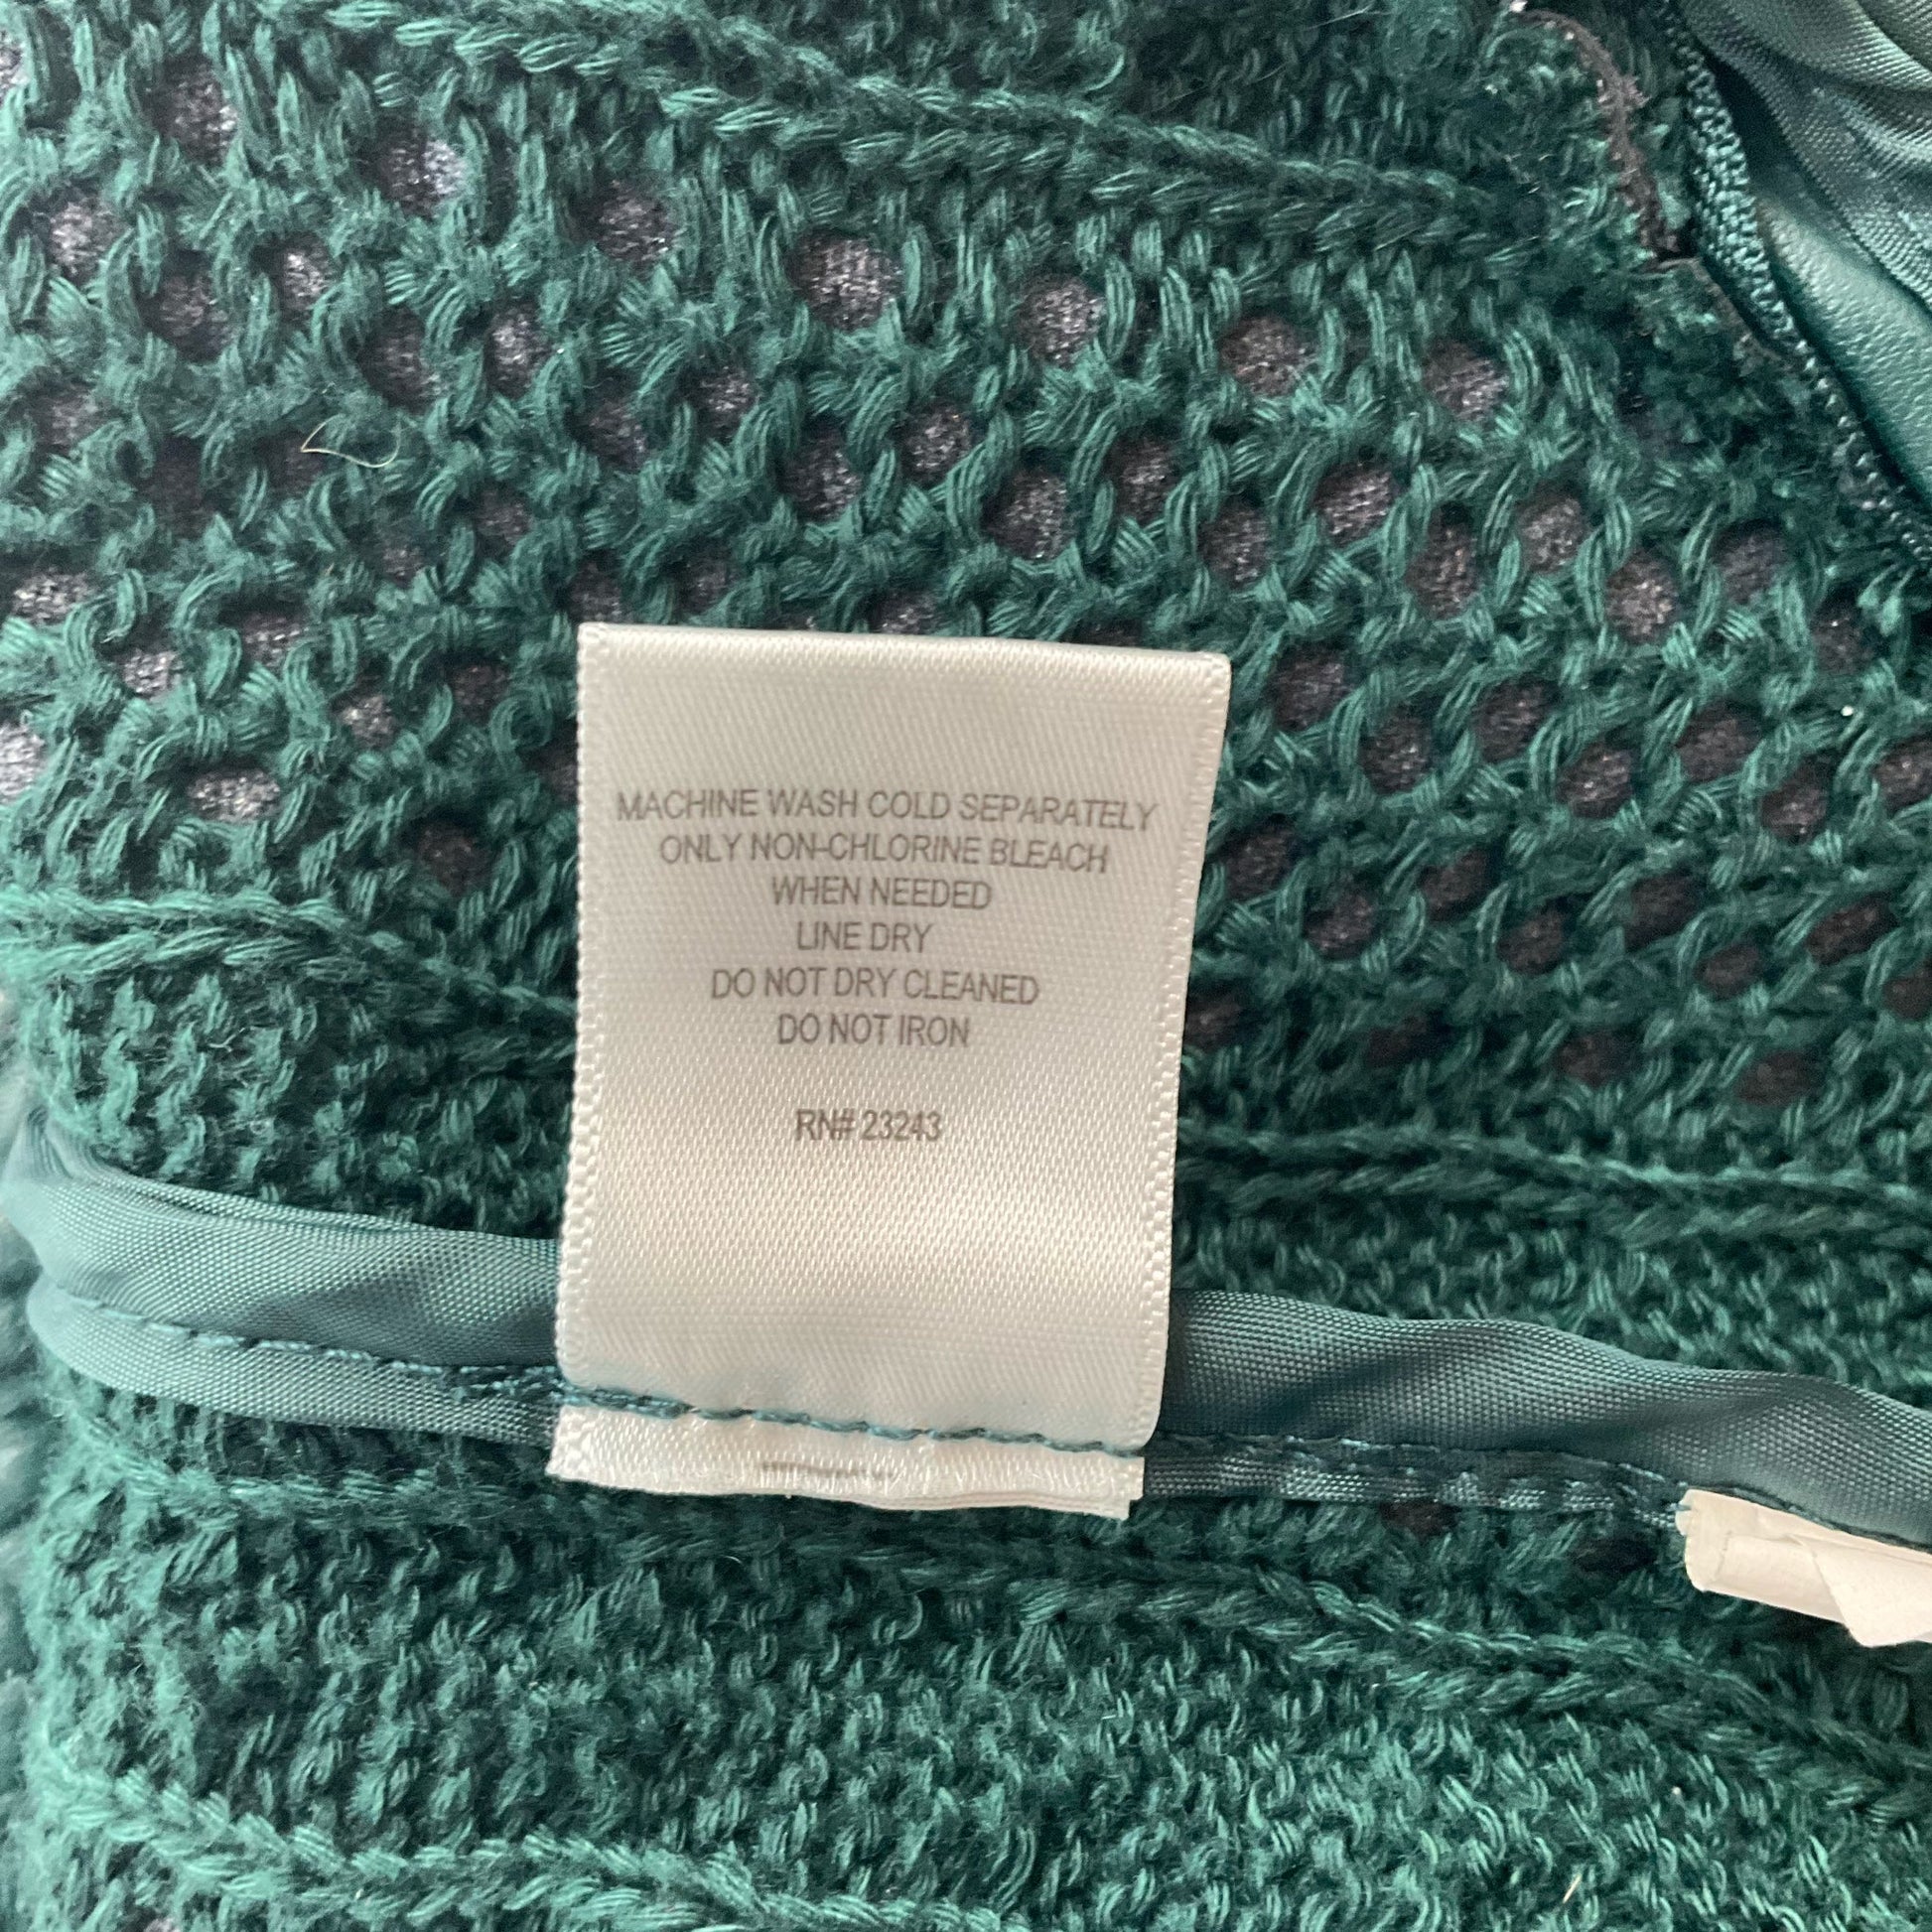 MACHINE WASH COLD SEPARATELY
ONLY NON-CHLORINE BLEACH
WHEN NEEDED
LINE DRY
DO NOT DRY CLEANED
DO NOT IRON
RN# 23243